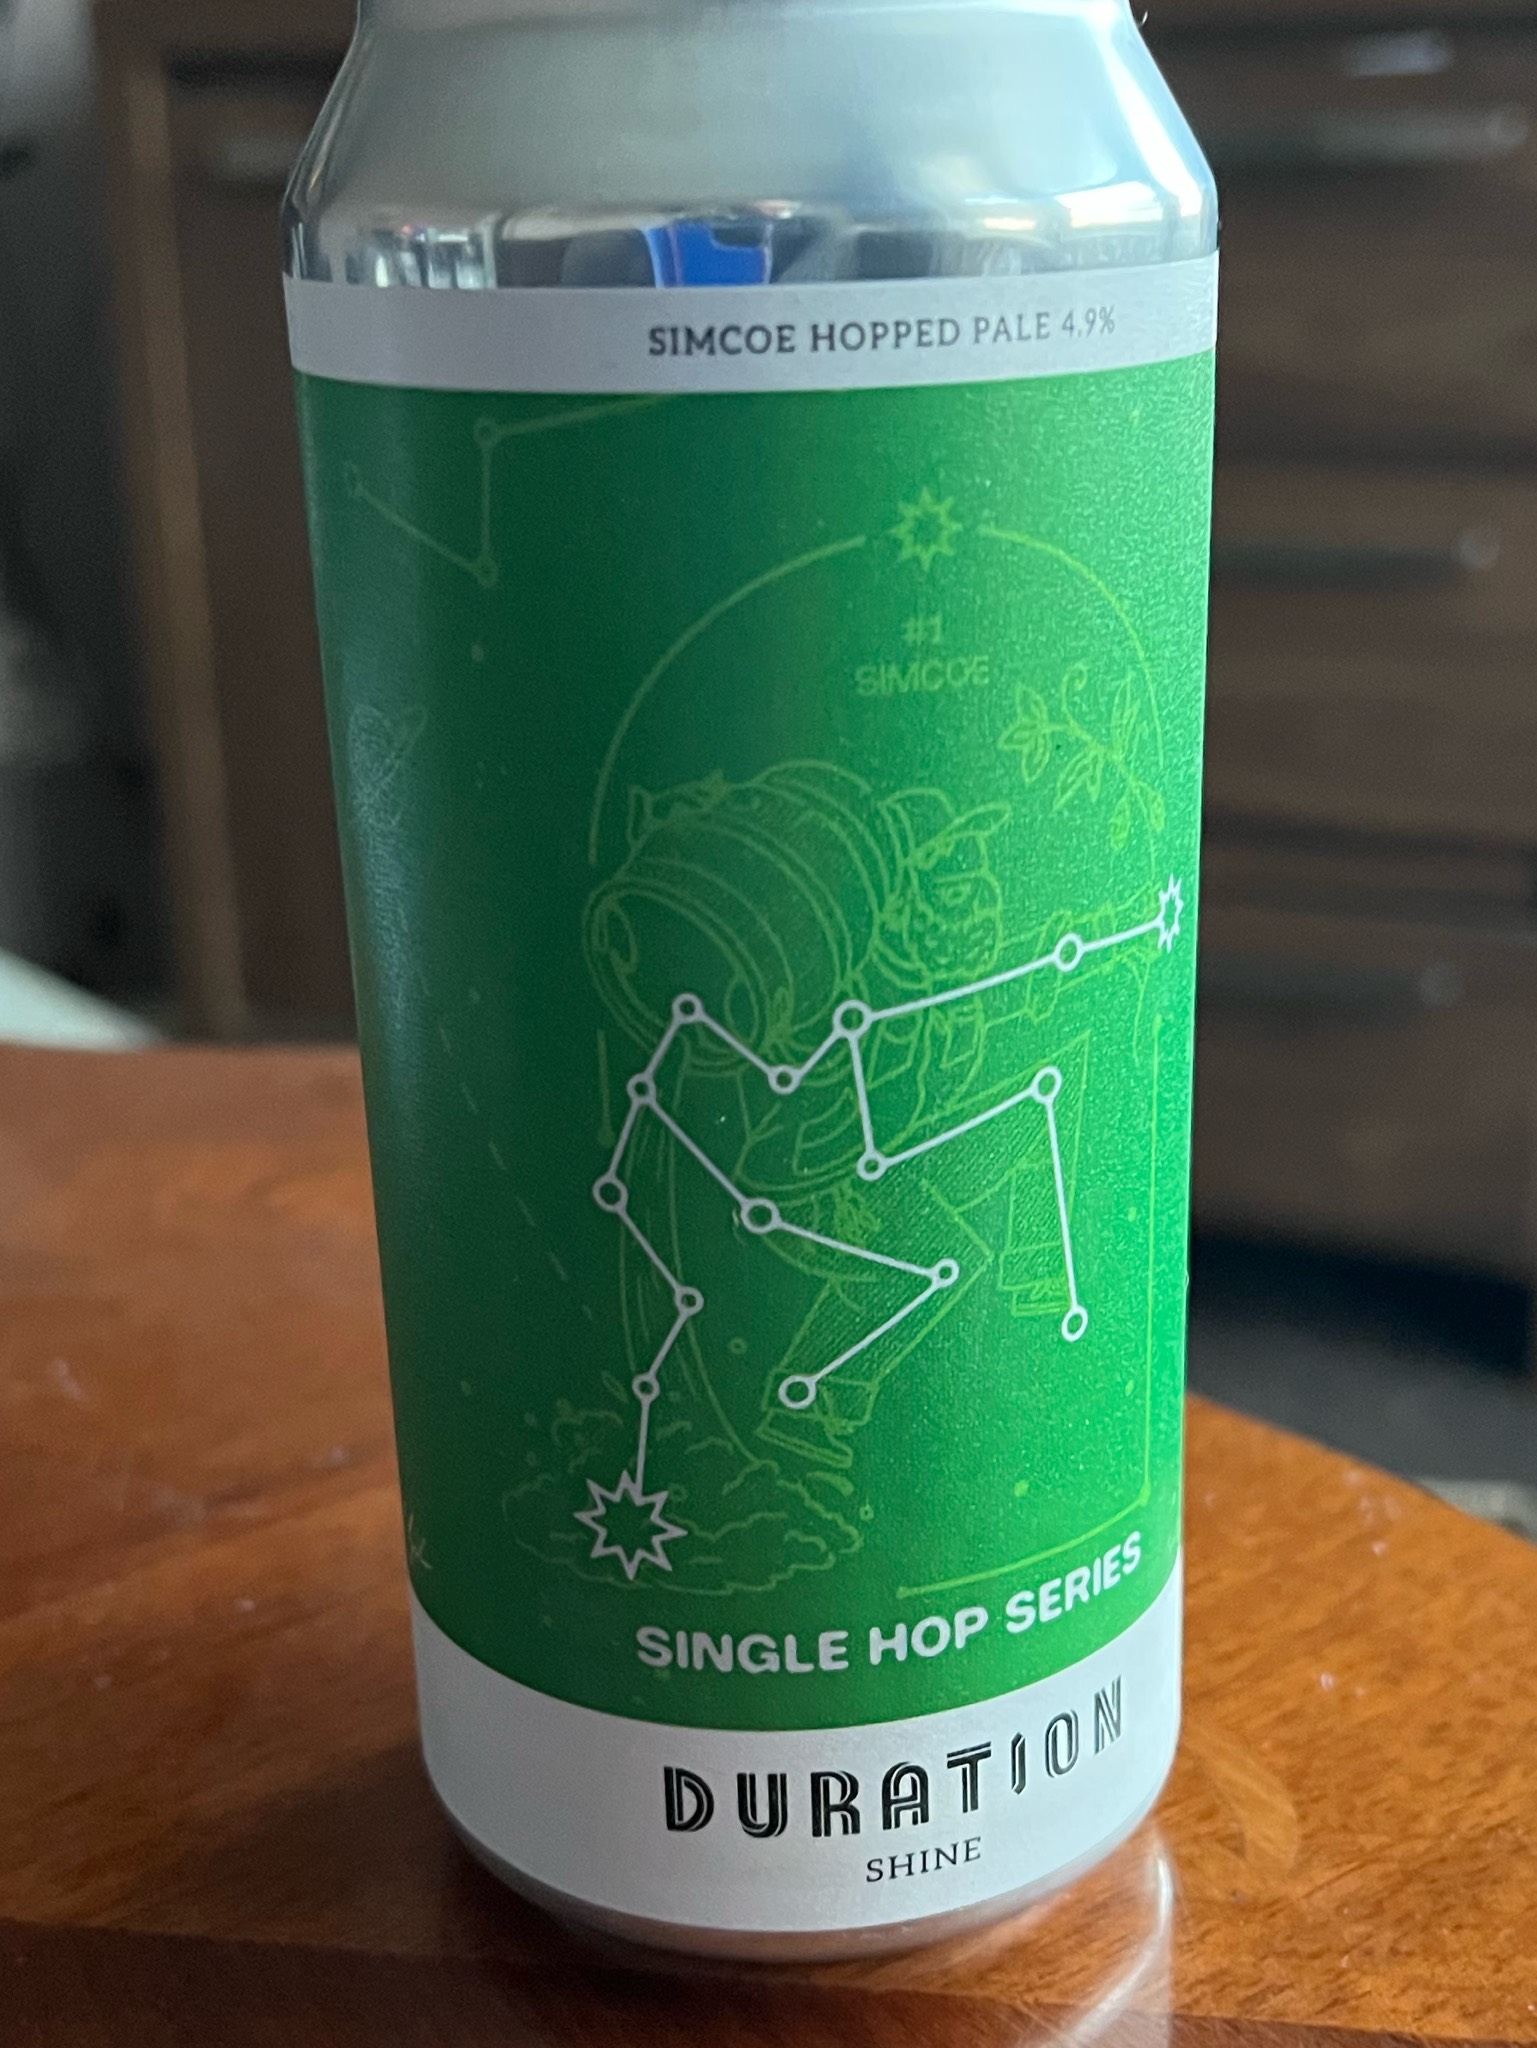 SIMCOE HOPPED PALE 4.9%
#1
SIMCOE
SINGLE HOP SERIES
DURATION
SHINE